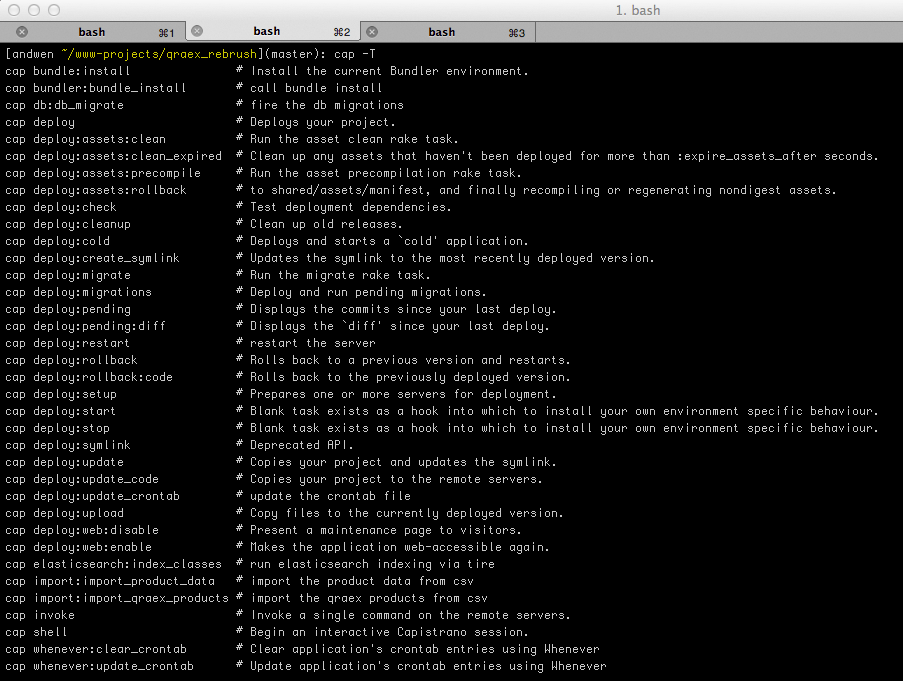 1. bash
bash ⌘1 bash ⌘2 bash ⌘3
[andwen ~/www-projects/qraex_rebrush](master): cap -T
cap bundle:install # Install the current Bundler environment.
cap bundler:bundle_install # call bundle install
cap db:db_migrate # fire the db migrations
cap deploy # Deploys your project.
cap deploy:assets:clean # Run the asset clean rake task.
cap deploy:assets:clean_expired # Clean up any assets that haven't been deployed for more than :expire_assets_after seconds.
cap deploy:assets:precompile # Run the asset precompilation rake task.
cap deploy:assets:rollback # to shared/assets/manifest, and finally recompiling or regenerating nondigest assets.
cap deploy:check # Test deployment dependencies.
cap deploy:cleanup # Clean up old releases.
cap deploy:cold # Deploys and starts a `cold' application.
cap deploy:create_symlink # Updates the symlink to the most recently deployed version.
cap deploy:migrate # Run the migrate rake task.
cap deploy:migrations # Deploy and run pending migrations.
cap deploy:pending # Displays the commits since your last deploy.
cap deploy:pending:diff # Displays the `diff' since your last deploy.
cap deploy:restart # restart the server
cap deploy:rollback # Rolls back to a previous version and restarts.
cap deploy:rollback:code # Rolls back to the previously deployed version.
cap deploy:setup # Prepares one or more servers for deployment.
cap deploy:start # Blank task exists as a hook into which to install your own environment specific behaviour.
cap deploy:stop # Blank task exists as a hook into which to install your own environment specific behaviour.
cap deploy:symlink # Deprecated API.
cap deploy:update # Copies your project and updates the symlink.
cap deploy:update_code # Copies your project to the remote servers.
cap deploy:update_crontab # update the crontab file
cap deploy:upload # Copy files to the currently deployed version.
cap deploy:web:disable # Present a maintenance page to visitors.
cap deploy:web:enable # Makes the application web-accessible again.
cap elasticsearch:index_classes # run elasticsearch indexing via tire
cap import:import_product_data # import the product data from csv
cap import:import_qraex_products # import the qraex products from csv
cap invoke # Invoke a single command on the remote servers.
cap shell # Begin an interactive Capistrano session.
cap whenever:clear_crontab # Clear application's crontab entries using Whenever
cap whenever:update_crontab # Update application's crontab entries using Whenever